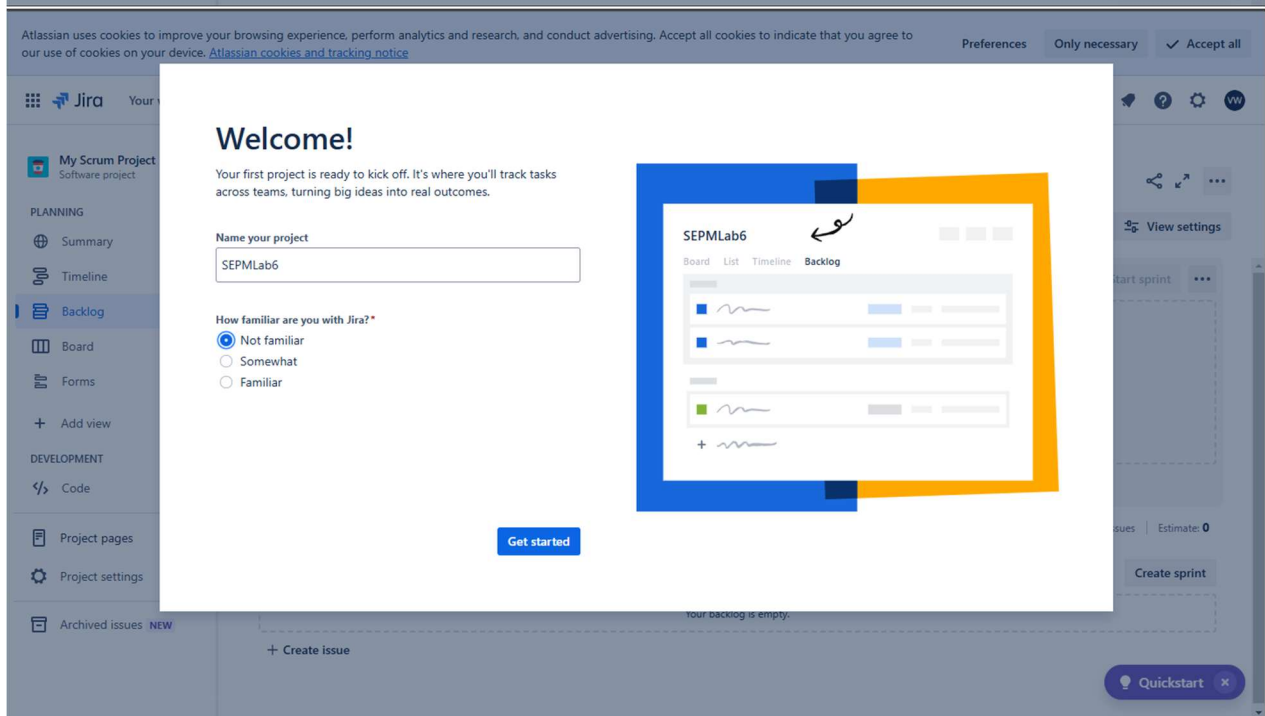 Atlassian uses cookies to improve your browsing experience, perform analytics and research, and conduct advertising. Accept all cookies to indicate that you agree to
our use of cookies on your device. Atlassian cookies and tracking notice
Preferences
Only necessary
Accept all
Jira
Your
VW
My Scrum Project
Software project
PLANNING
Summary
Timeline
Backlog
Board
Forms
Add view
DEVELOPMENT
Code
Project pages
Project settings
Archived issues NEW
Welcome!
Your first project is ready to kick off. It's where you'll track tasks
across teams, turning big ideas into real outcomes.
Name your project
SEPMLab6
How familiar are you with Jira?*
Not familiar
Somewhat
Familiar
Get started
SEPMLab6
Board List Timeline Backlog
View settings
Start sprint
Estimate: 0
Create sprint
Your backlog is empty.
+ Create issue
Quickstart